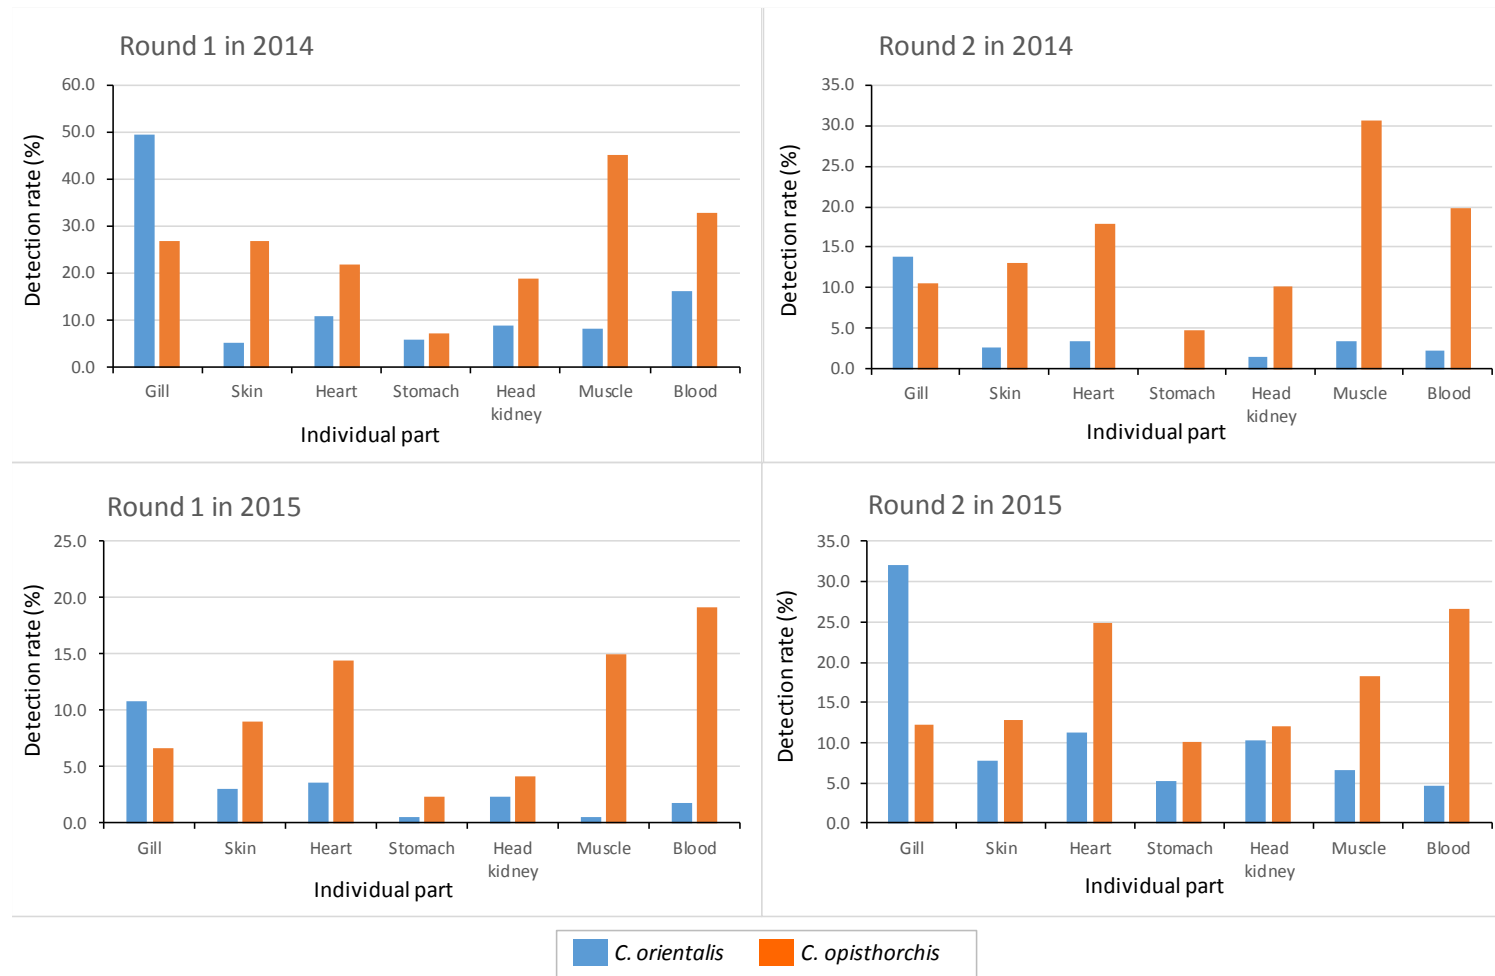 Round 1 in 2014
60.0
50.0
40.0
30.0
20.0
10.0
0.0
Detection rate (%)
Gill Skin Heart Stomach Head kidney Muscle Blood
Individual part
Round 2 in 2014
35.0
30.0
25.0
20.0
15.0
10.0
5.0
0.0
Detection rate (%)
Gill Skin Heart Stomach Head kidney Muscle Blood
Individual part
Round 1 in 2015
25.0
20.0
15.0
10.0
5.0
0.0
Detection rate (%)
Gill Skin Heart Stomach Head kidney Muscle Blood
Individual part
Round 2 in 2015
35.0
30.0
25.0
20.0
15.0
10.0
5.0
0.0
Detection rate (%)
Gill Skin Heart Stomach Head kidney Muscle Blood
Individual part
C. orientalis C. opisthorchis